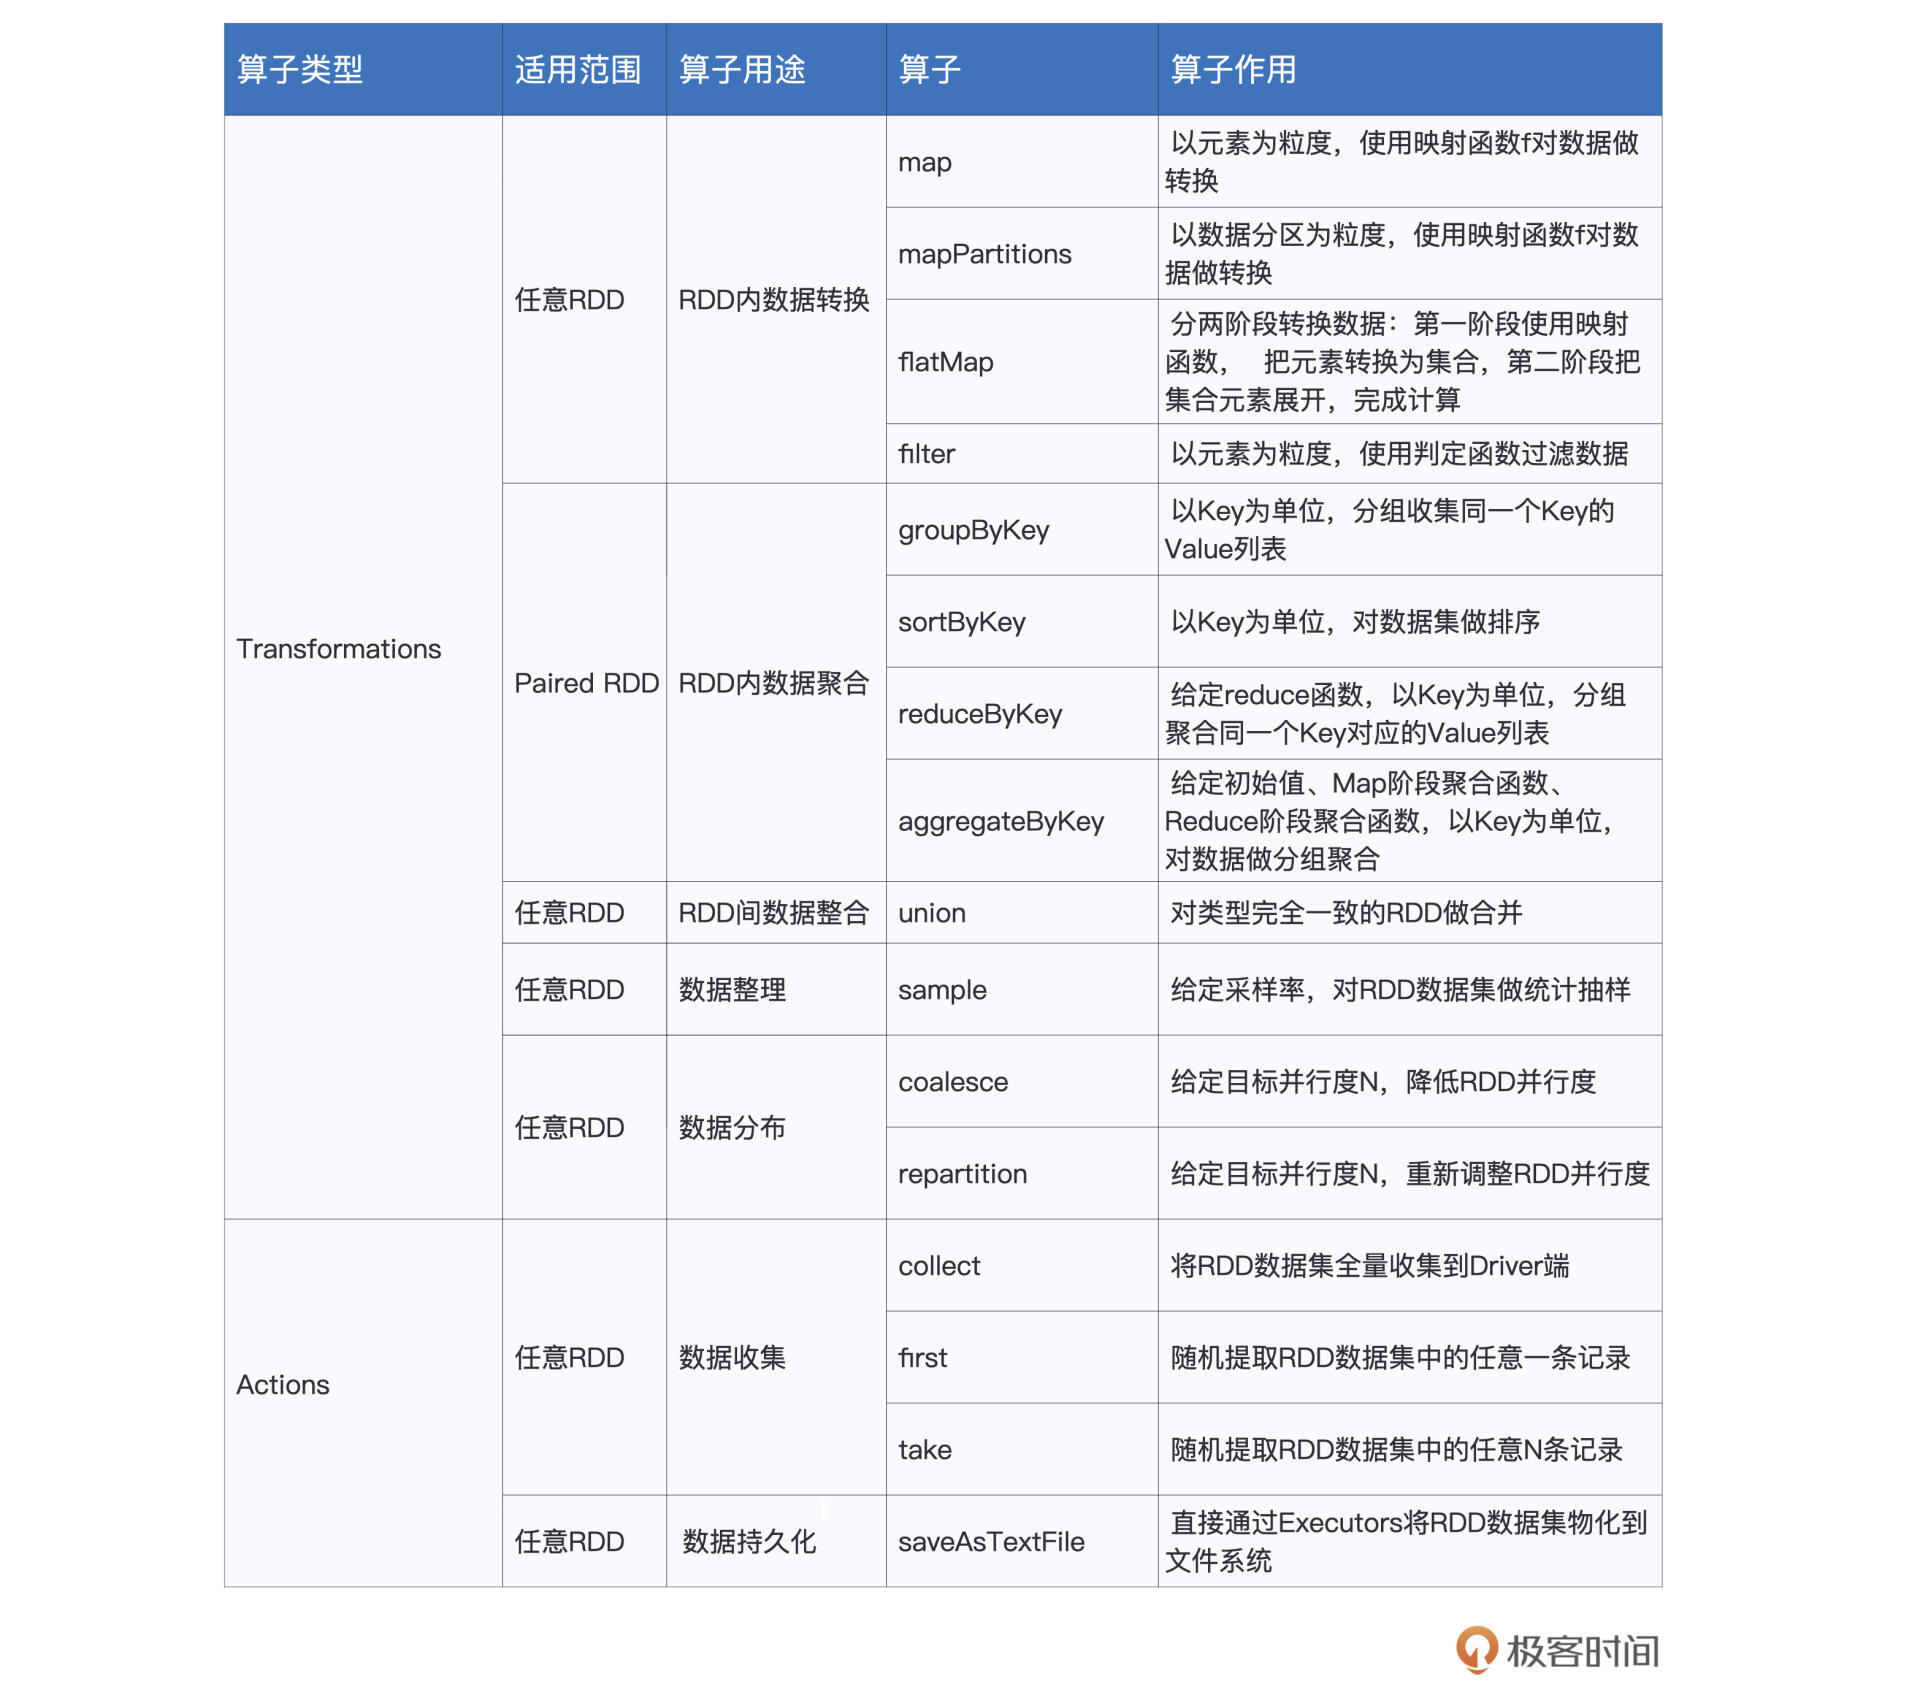 算子类型
适用范围
算子用途
算子
算子作用
Transformations
任意RDD
RDD内数据转换
map
以元素为粒度，使用映射函数f对数据做
转换
mapPartitions
以数据分区为粒度，使用映射函数f对数
据做转换
flatMap
分两阶段转换数据：第一阶段使用映射
函数， 把元素转换为集合，第二阶段把
集合元素展开，完成计算
filter
以元素为粒度，使用判定函数过滤数据
Paired RDD
RDD内数据聚合
groupByKey
以Key为单位，分组收集同一个Key的
Value列表
sortByKey
以Key为单位，对数据集做排序
reduceByKey
给定reduce函数，以Key为单位，分组
聚合同一个Key对应的Value列表
aggregateByKey
给定初始值、Map阶段聚合函数、
Reduce阶段聚合函数，以Key为单位，
对数据做分组聚合
任意RDD
RDD间数据整合
union
对类型完全一致的RDD做合并
任意RDD
数据整理
sample
给定采样率，对RDD数据集做统计抽样
任意RDD
数据分布
coalesce
给定目标并行度N，降低RDD并行度
repartition
给定目标并行度N，重新调整RDD并行度
Actions
任意RDD
数据收集
collect
将RDD数据集全量收集到Driver端
first
随机提取RDD数据集中的任意一条记录
take
随机提取RDD数据集中的任意N条记录
任意RDD
数据持久化
saveAsTextFile
直接通过Executors将RDD数据集物化到
文件系统
极客时间